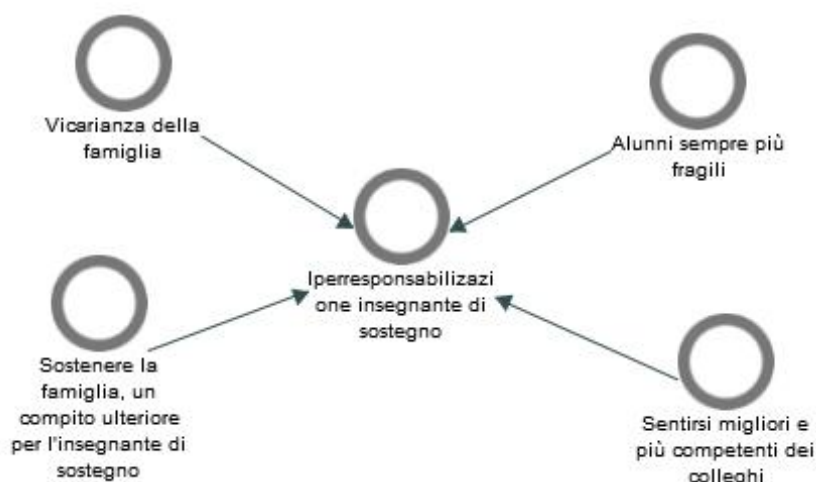 Vicarianza della
famiglia
Alunni sempre più
fragili
Iperresponsabilizazi
one insegnante di
sostegno
Sostenere la
famiglia, un
compito ulteriore
per l'insegnante di
sostegno
Sentirsi migliori e
più competenti dei
colleghi